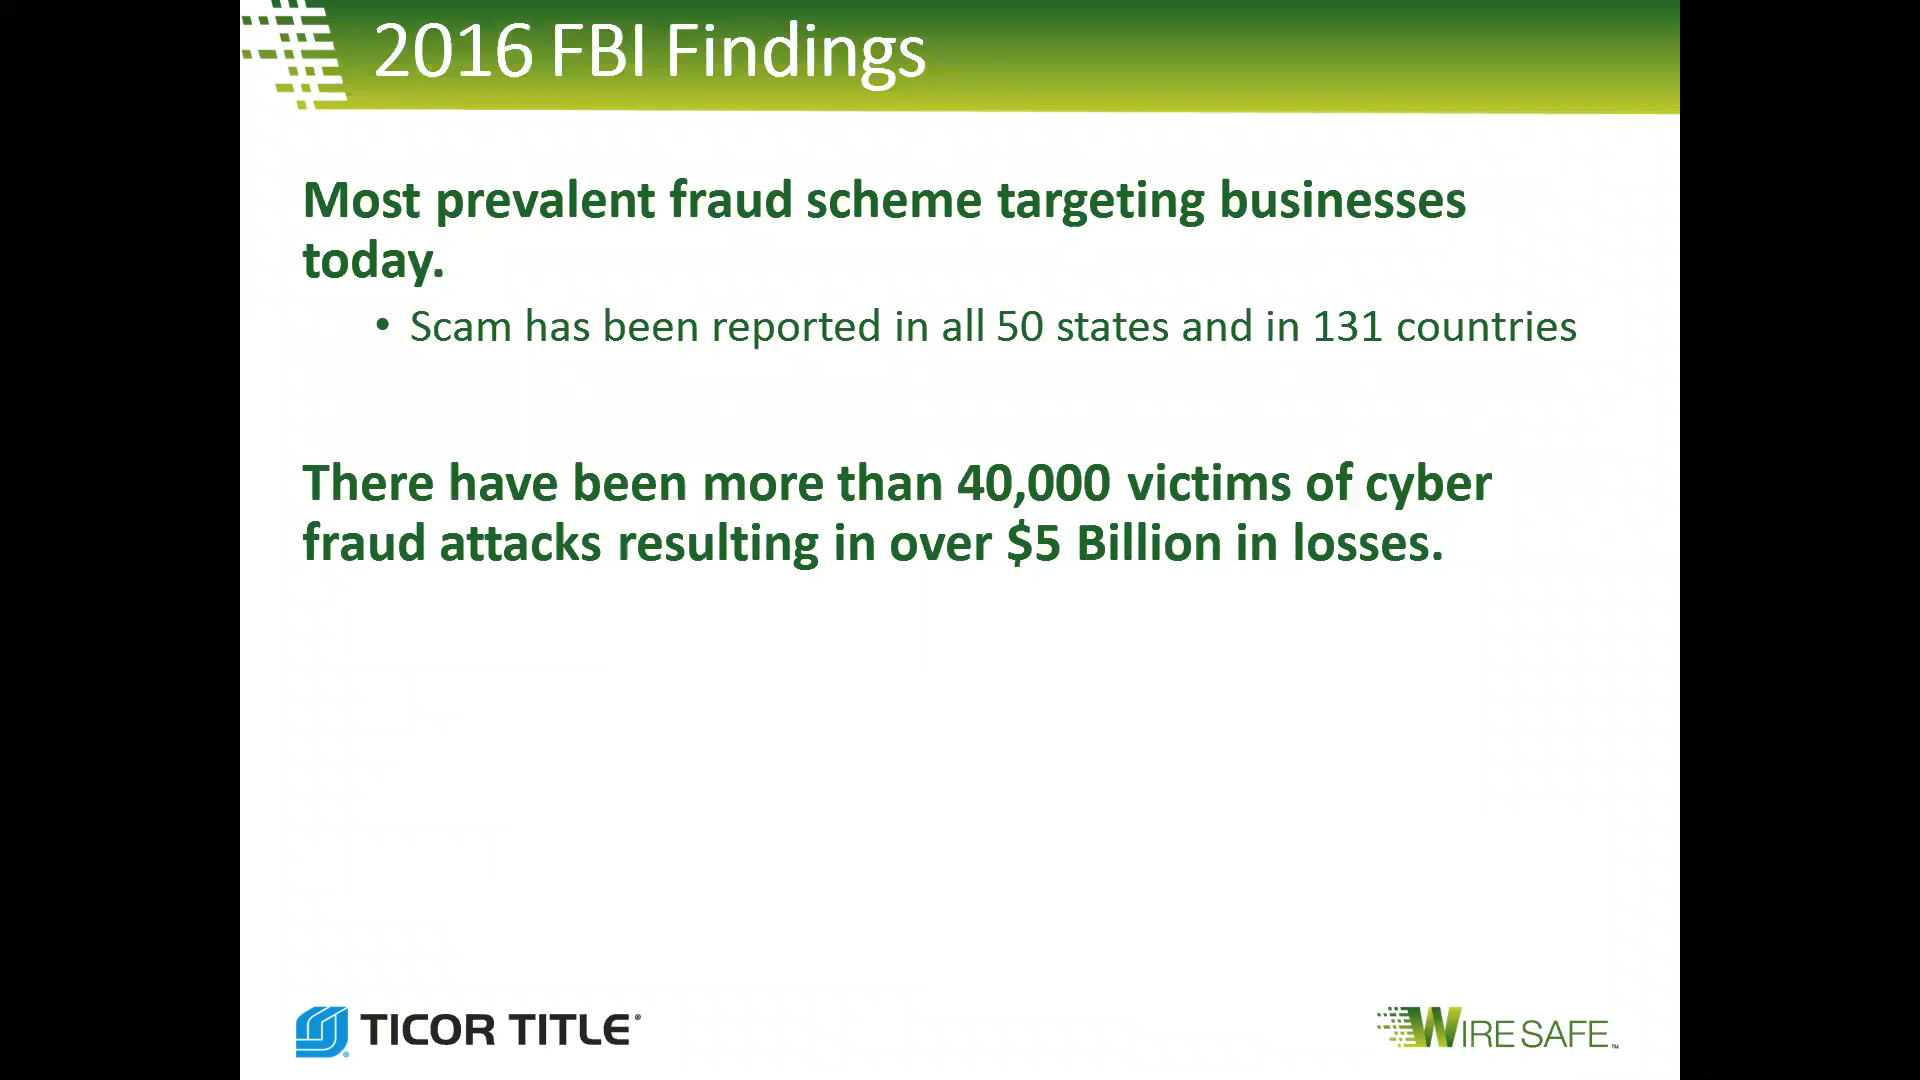 2016 FBI Findings
Most prevalent fraud scheme targeting businesses
today.
• Scam has been reported in all 50 states and in 131 countries
There have been more than 40,000 victims of cyber
fraud attacks resulting in over $5 Billion in losses.
TICOR TITLE®
WIRE SAFE™